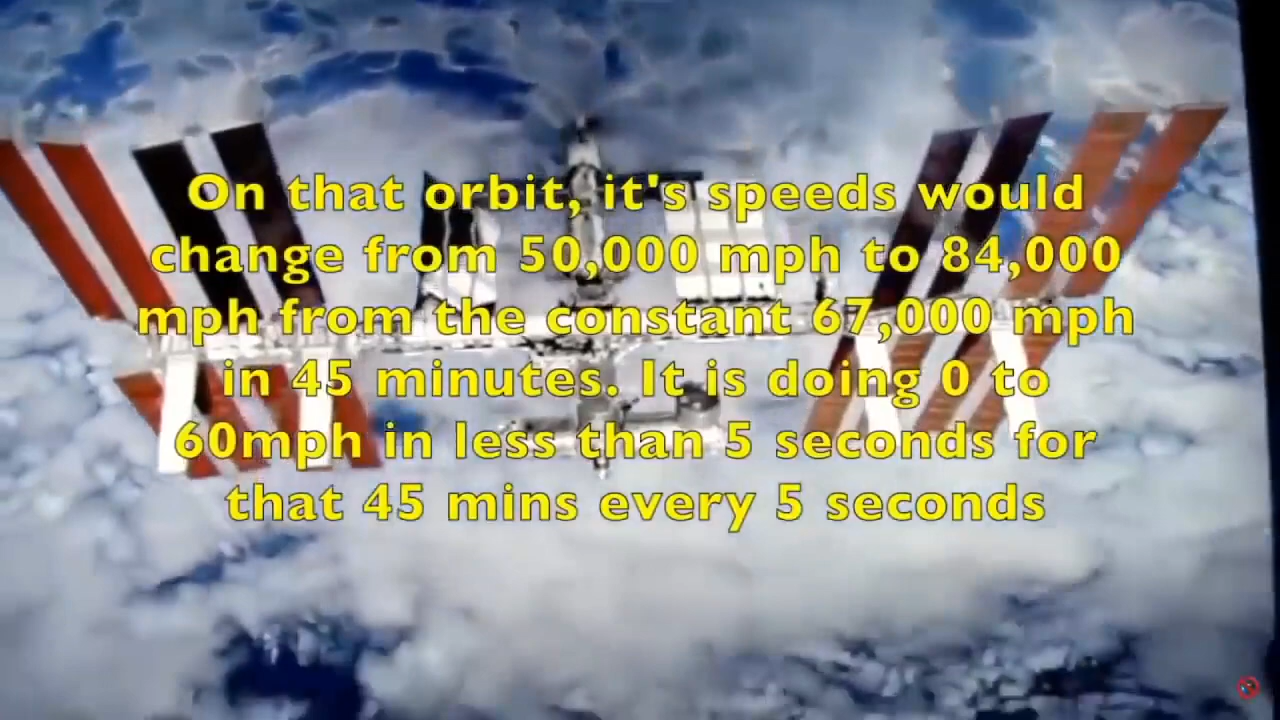 On that orbit, it's speeds would
change from 50,000 mph to 84,000
mph from the constant 67,000 mph
in 45 minutes. It is doing 0 to
60mph in less than 5 seconds for
that 45 mins every 5 seconds